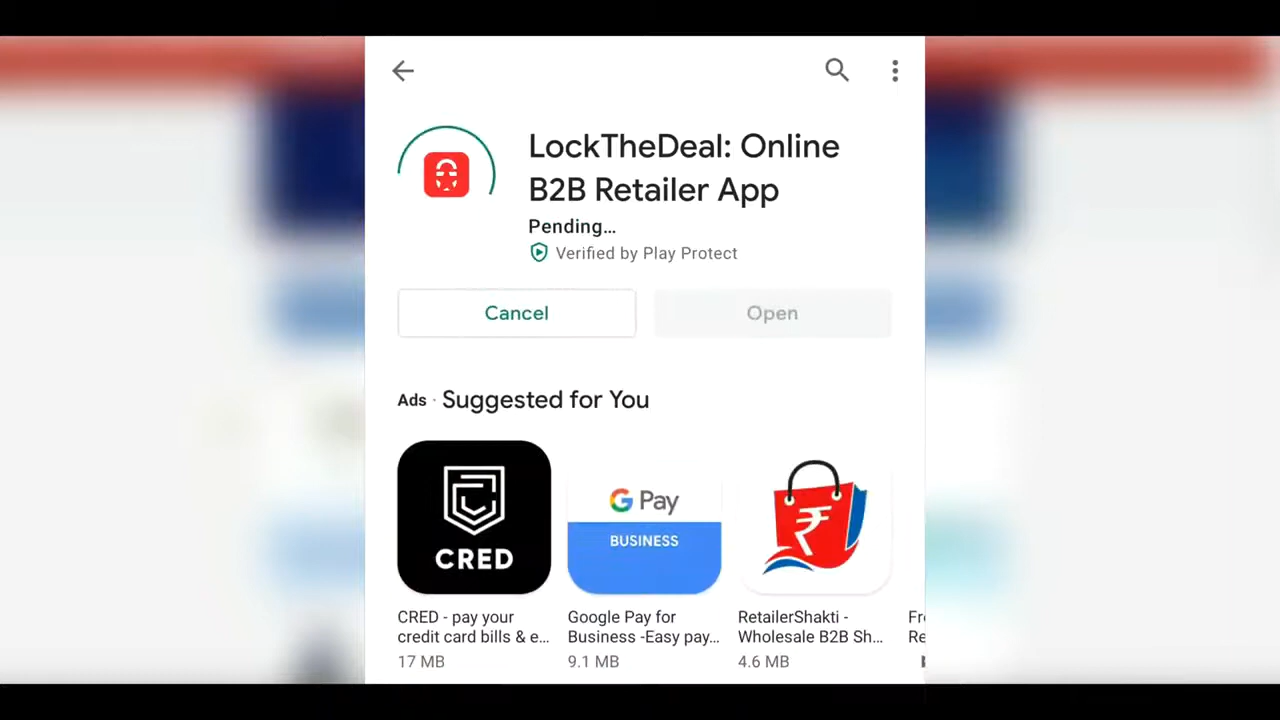 LockTheDeal: Online
B2B Retailer App
Pending...
Verified by Play Protect
Cancel
Open
Ads · Suggested for You
CRED
G Pay
BUSINESS
₹
CRED - pay your
credit card bills & e...
17 MB
Google Pay for
Business -Easy pay...
9.1 MB
RetailerShakti -
Wholesale B2B Sh...
4.6 MB